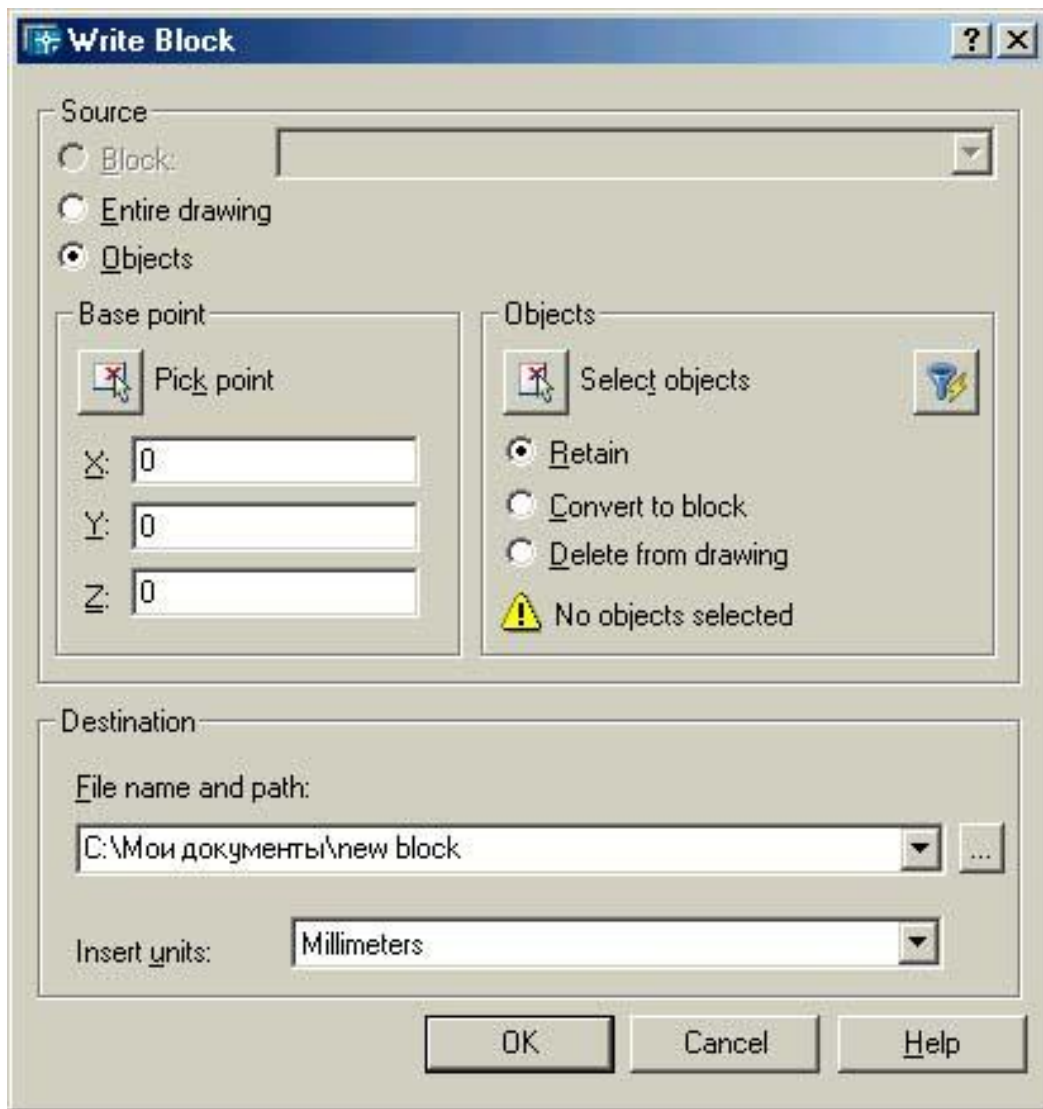 Write Block
Source
Block:
Entire drawing
Objects
Base point
Pick point
X: 0
Y: 0
Z: 0
Objects
Select objects
Retain
Convert to block
Delete from drawing
No objects selected
Destination
File name and path:
C:\Мои документы\new block
...
Insert units: Millimeters
OK Cancel Help